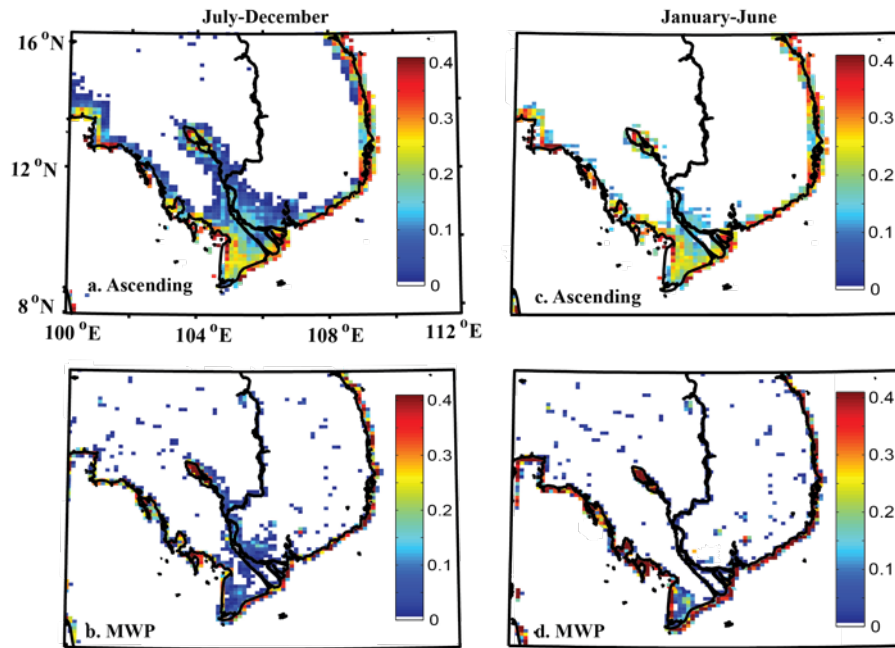 July-December
January-June
16°N
12°N
8°N
0.4
0.3
0.2
0.1
0
a. Ascending
100°E
104°E
108°E
112°E
0.4
0.3
0.2
0.1
0
c. Ascending
0.4
0.3
0.2
0.1
0
b. MWP
0.4
0.3
0.2
0.1
0
d. MWP